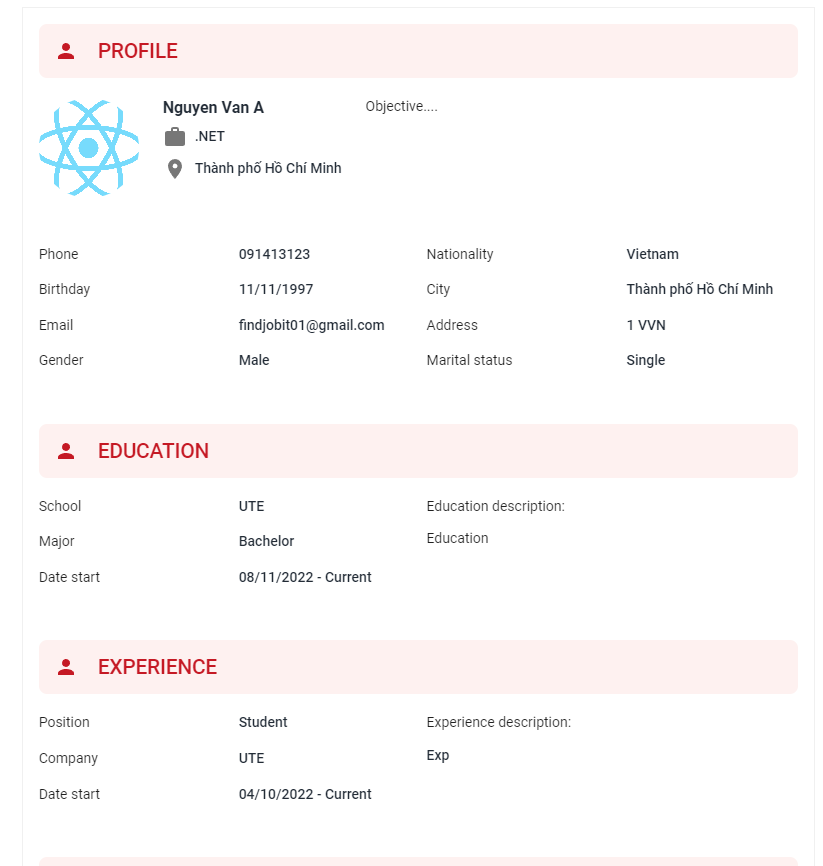 PROFILE
Nguyen Van A
Objective....
.NET
Thành phố Hồ Chí Minh
Phone 091413123 Nationality Vietnam
Birthday 11/11/1997 City Thành phố Hồ Chí Minh
Email findjobit01@gmail.com Address 1 VVN
Gender Male Marital status Single
EDUCATION
School UTE Education description:
Major Bachelor Education
Date start 08/11/2022 - Current
EXPERIENCE
Position Student Experience description:
Company UTE Exp
Date start 04/10/2022 - Current